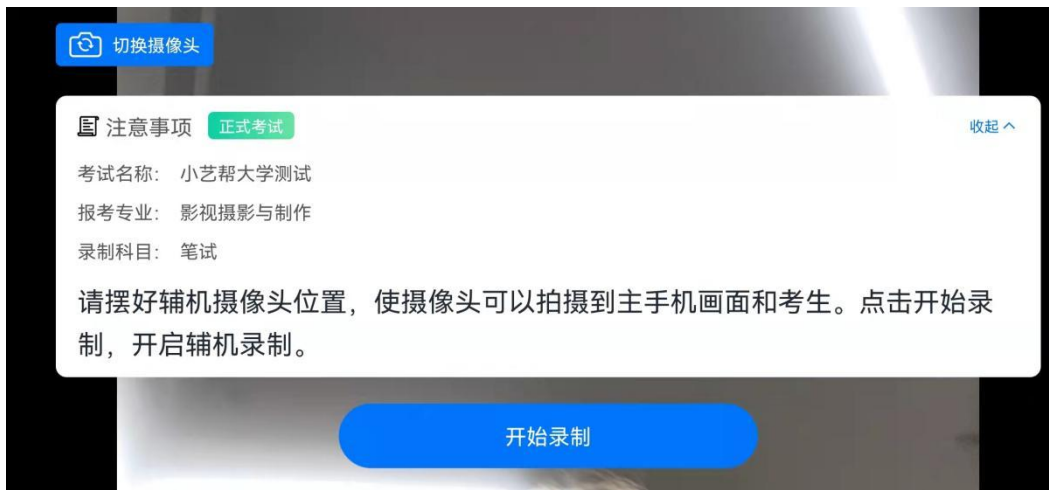 切换摄像头
注意事项 正式考试 收起
考试名称： 小艺帮大学测试
报考专业： 影视摄影与制作
录制科目： 笔试
请摆好辅机摄像头位置，使摄像头可以拍摄到主手机画面和考生。点击开始录
制，开启辅机录制。
开始录制